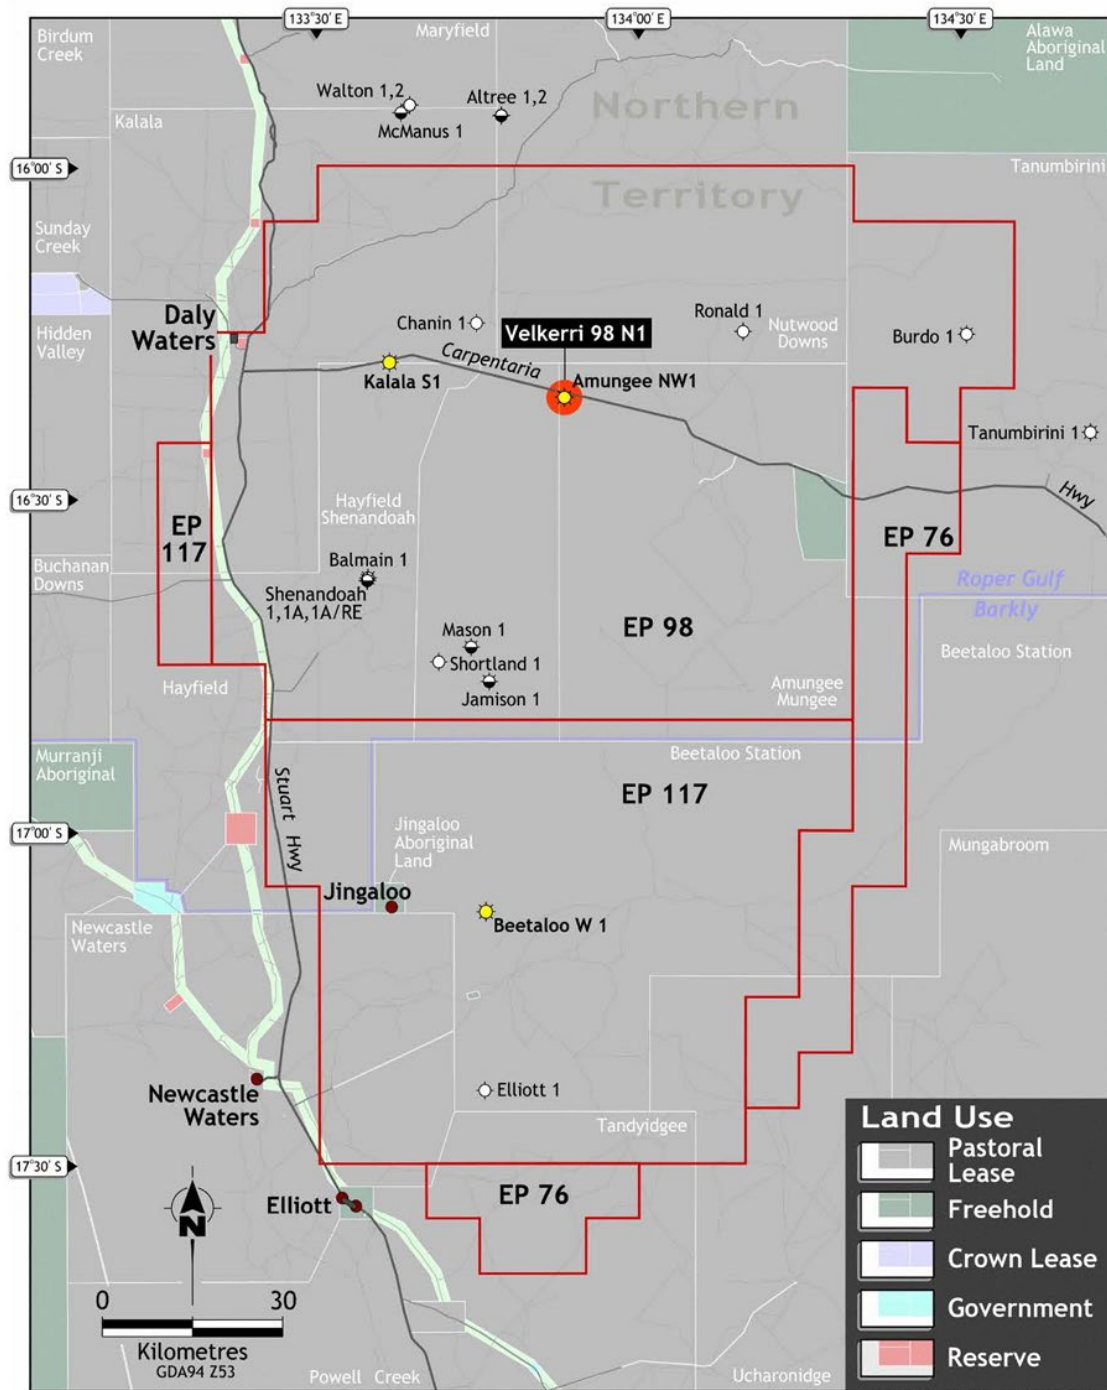 133°30' E
134°00' E
134°30' E
Birdum
Creek
Maryfield
Alawa
Aboriginal
Land
Walton 1,2
Altree 1,2
McManus 1
Kalala
Northern
Territory
16°00' S
Tanumbirini
Sunday
Creek
Hidden
Valley
Daly
Waters
Chanin 1
Velkerri 98 N1
Ronald 1
Nutwood
Downs
Burdo 1
Carpentaria
Kalala S1
Amungee NW1
Tanumbirini 1
Hwy
16°30' S
EP
117
Hayfield
Shenandoah
EP 76
Buchanan
Downs
Balmain 1
Shenandoah
1,1A,1A/RE
Roper Gulf
Barkly
Mason 1
EP 98
Shortland 1
Jamison 1
Beetaloo Station
Hayfield
Amungee
Mungee
Murranji
Aboriginal
Beetaloo Station
Stuart Hwy
EP 117
17°00' S
Jingaloo
Aboriginal
Land
Mungabroom
Jingaloo
Newcastle
Waters
Beetaloo W 1
Newcastle
Waters
Elliott 1
Tandyidgee
17°30' S
Elliott
EP 76
N
0 30
Kilometres
GDA94 Z53
Powell Creek
Ucharonidge
Land Use
Pastoral
Lease
Freehold
Crown Lease
Government
Reserve